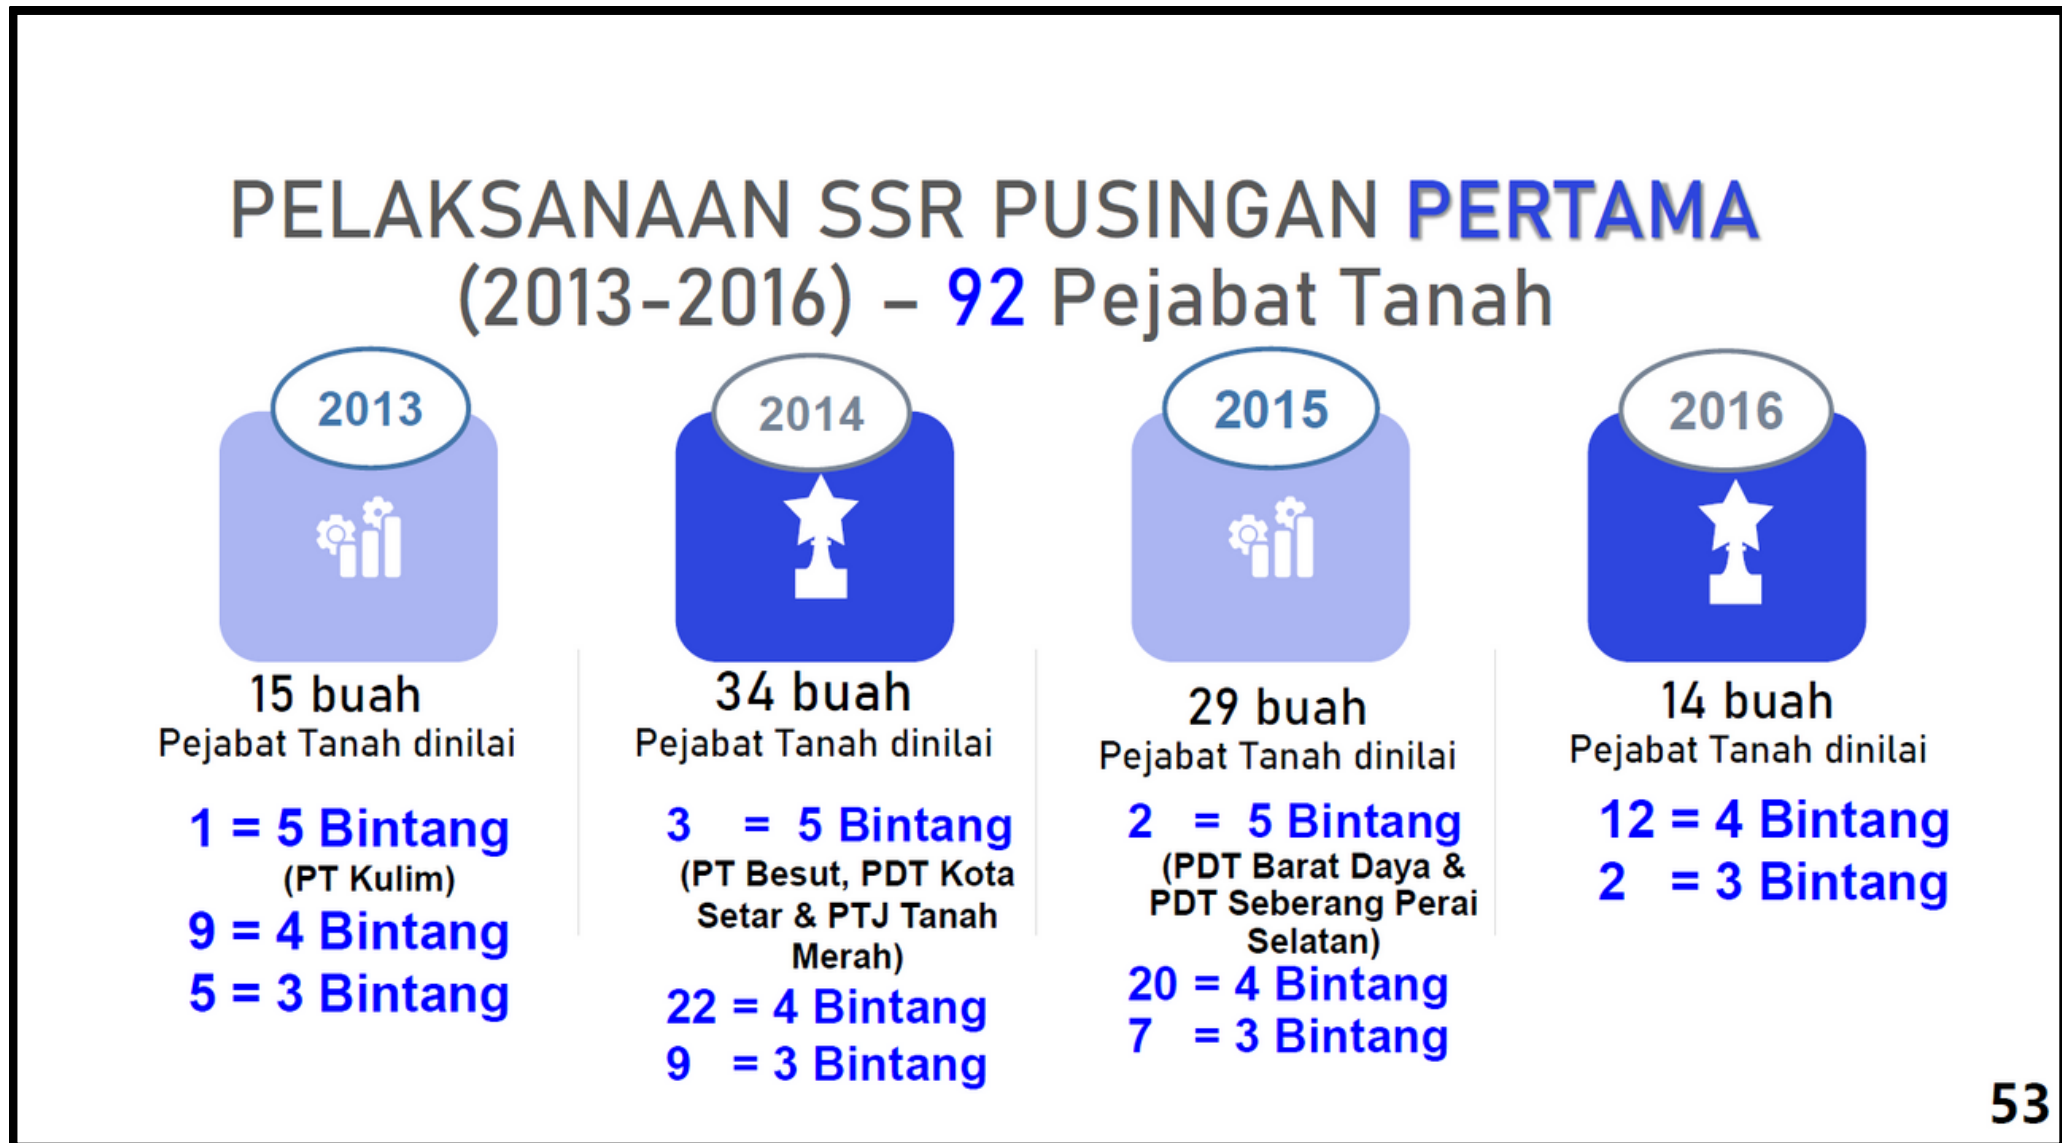 PELAKSANAAN SSR PUSINGAN PERTAMA
(2013-2016) – 92 Pejabat Tanah
2013
15 buah
Pejabat Tanah dinilai
1 = 5 Bintang
(PT Kulim)
9 = 4 Bintang
5 = 3 Bintang
2014
34 buah
Pejabat Tanah dinilai
3 = 5 Bintang
(PT Besut, PDT Kota
Setar & PTJ Tanah
Merah)
22 = 4 Bintang
9 = 3 Bintang
2015
29 buah
Pejabat Tanah dinilai
2 = 5 Bintang
(PDT Barat Daya &
PDT Seberang Perai
Selatan)
20 = 4 Bintang
7 = 3 Bintang
2016
14 buah
Pejabat Tanah dinilai
12 = 4 Bintang
2 = 3 Bintang
53